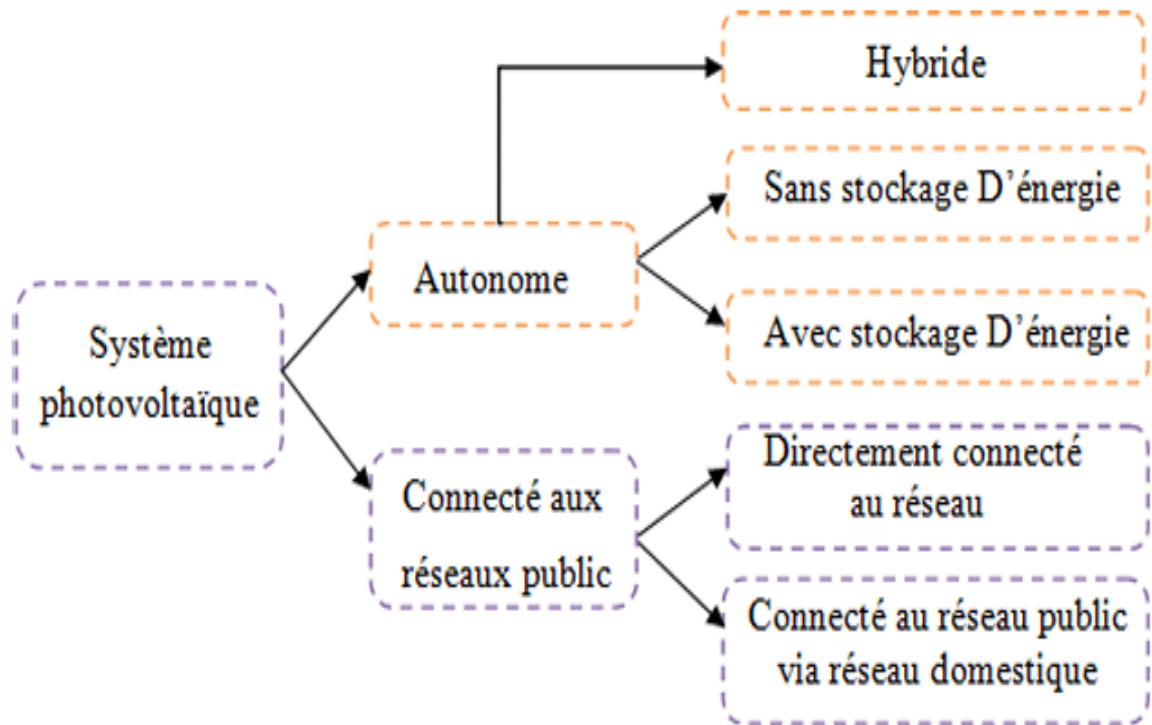 Hybride
Sans stockage D’énergie
Autonome
Avec stockage D’énergie
Système
photovoltaïque
Directement connecté
au réseau
Connecté aux
réseaux public
Connecté au réseau public
via réseau domestique